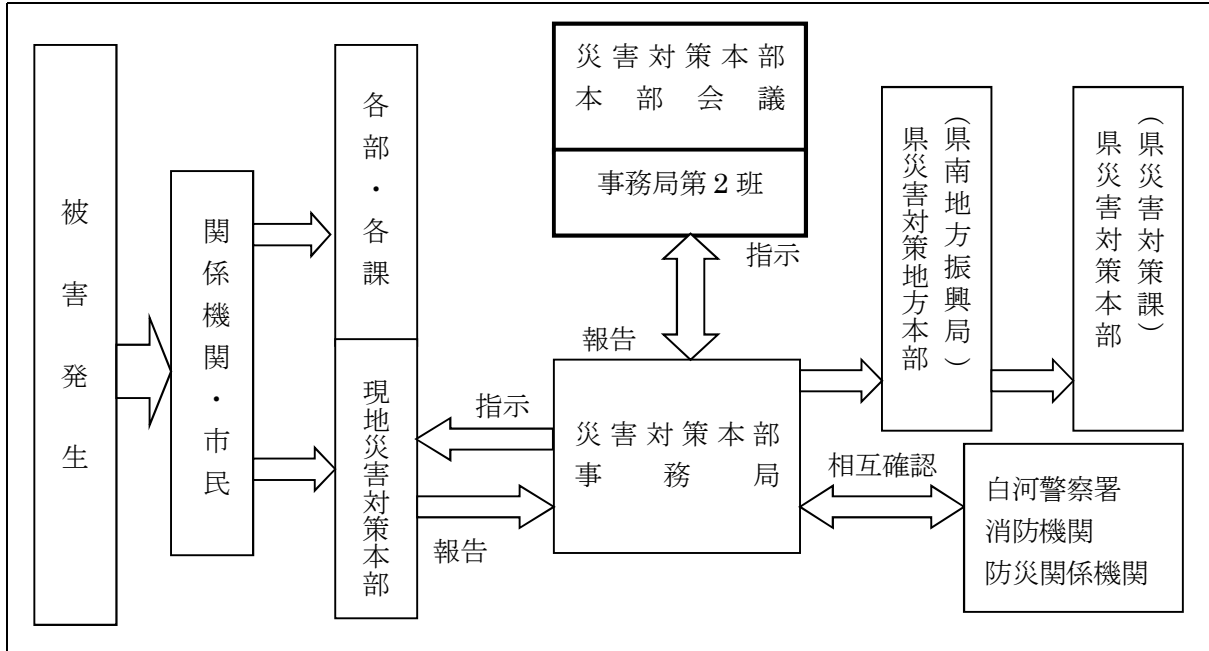 被害発生
関係機関・市民
各部・各課
現地災害対策本部
災害対策本部
本部会議
事務局第2班
指示
報告
指示
報告
災害対策本部
事務局
(県南地方振興局)
県災害対策地方本部
(県災害対策課)
県災害対策本部
相互確認
白河警察署
消防機関
防災関係機関